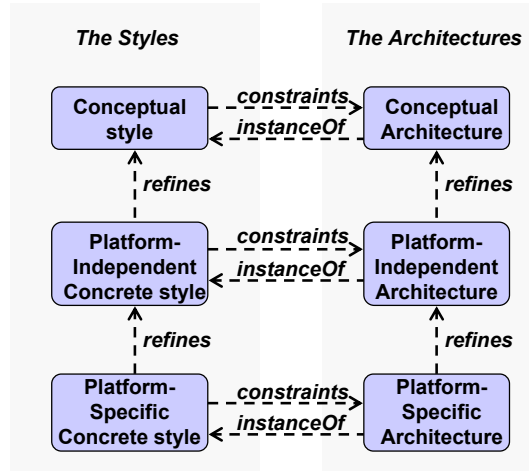 The Styles
The Architectures
Conceptual
style
constraints
instanceOf
Conceptual
Architecture
refines
refines
Platform-
Independent
Concrete style
constraints
instanceOf
Platform-
Independent
Architecture
refines
refines
Platform-
Specific
Concrete style
constraints
instanceOf
Platform-
Specific
Architecture